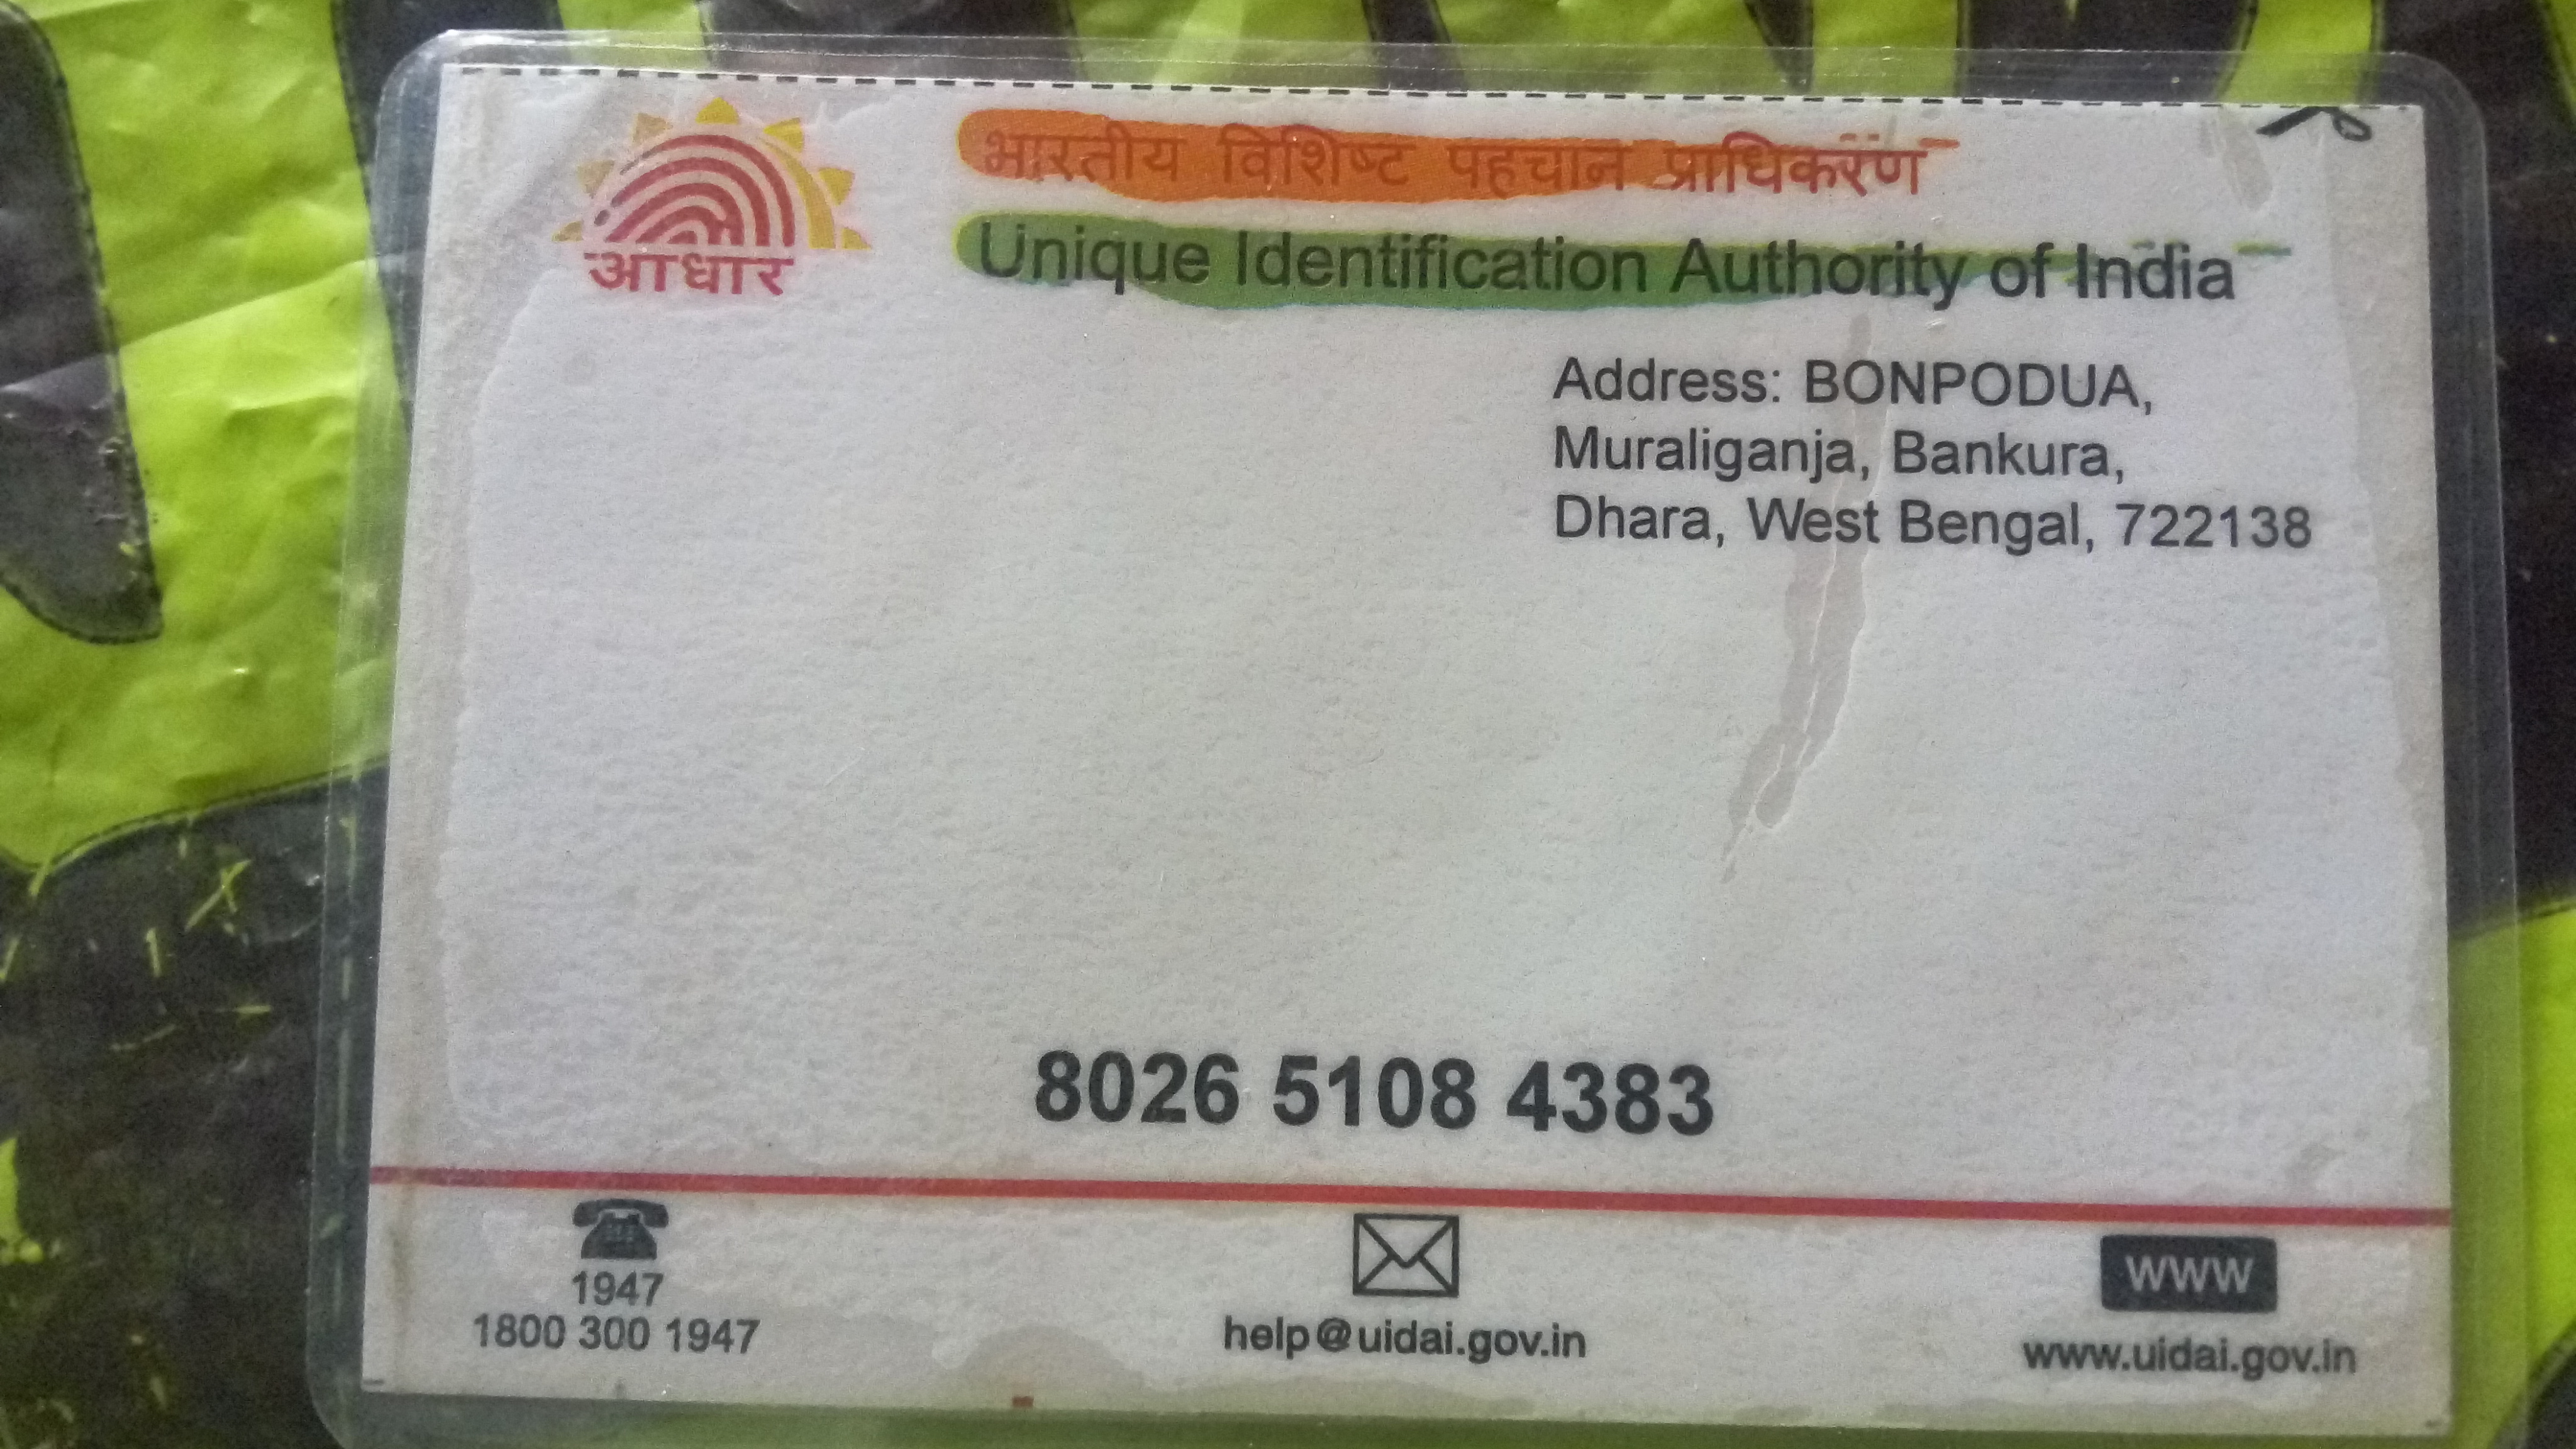 आधार
भारतीय विशिष्ट पहचान प्राधिकरण
Unique Identification Authority of India
Address: BONPODUA,
Muraliganja, Bankura,
Dhara, West Bengal, 722138
8026 5108 4383
1947
1800 300 1947
help@uidai.gov.in
www
www.uidai.gov.in